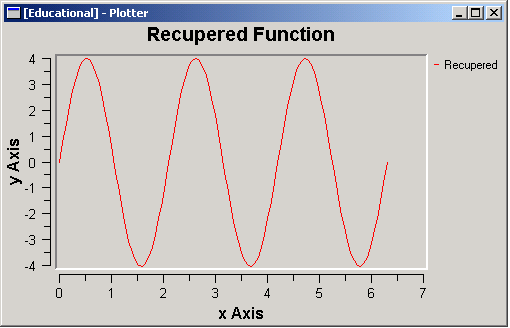 [Educational] - Plotter
Recupered Function
Recupered
4
3
2
1
0
-1
-2
-3
-4
y Axis
0 1 2 3 4 5 6 7
x Axis